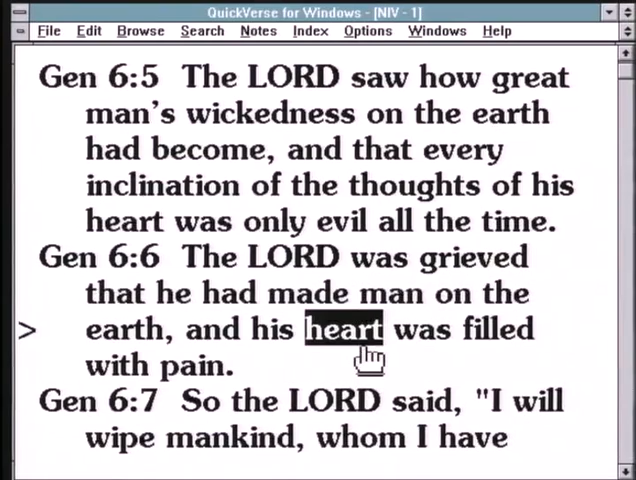 QuickVerse for Windows - [NIV - 1]
File Edit Browse Search Notes Index Options Windows Help
Gen 6:5 The LORD saw how great
man's wickedness on the earth
had become, and that every
inclination of the thoughts of his
heart was only evil all the time.
Gen 6:6 The LORD was grieved
that he had made man on the
> earth, and his heart was filled
with pain.
Gen 6:7 So the LORD said, "I will
wipe mankind, whom I have